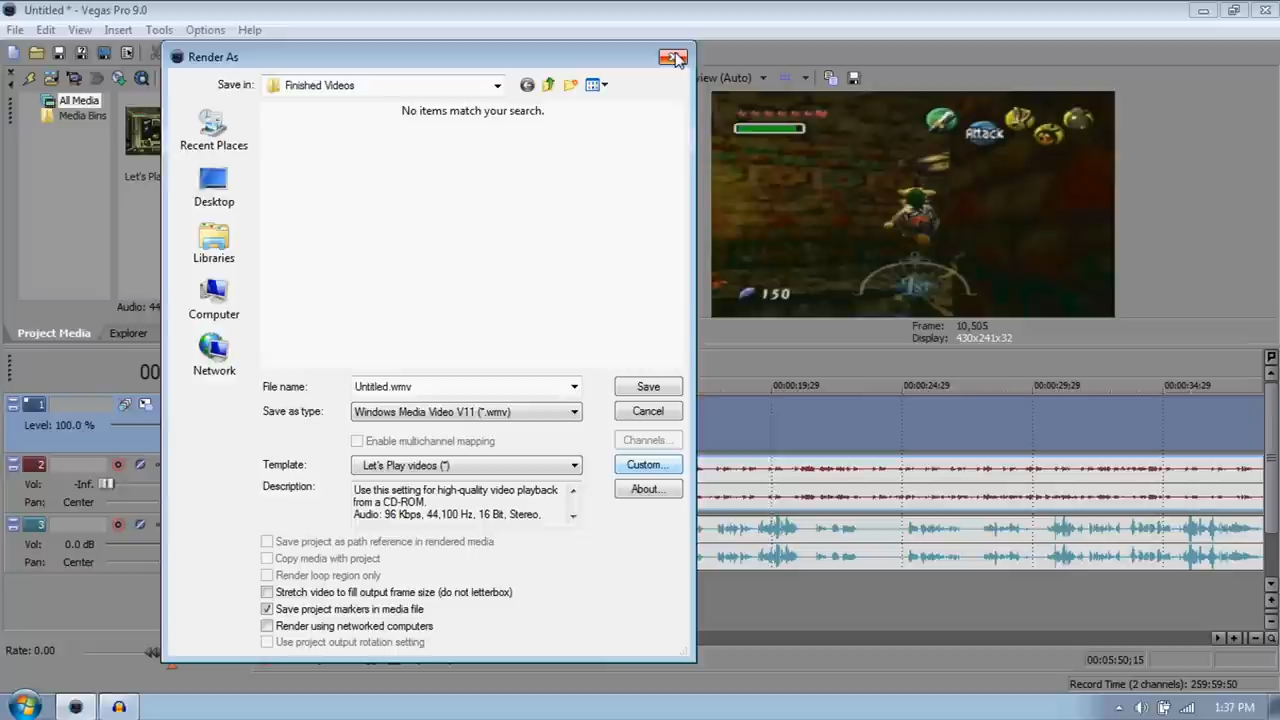 Untitled * - Vegas Pro 9.0
File Edit View Insert Tools Options Help
Render As
Save in: Finished Videos
No items match your search.
Recent Places
Desktop
Libraries
Computer
Network
File name: Untitled.wmv Save
Save as type: Windows Media Video V11 (*.wmv) Cancel
Enable multichannel mapping Channels...
Template: Let's Play videos (*) Custom...
Description: Use this setting for high-quality video playback
from a CD-ROM.
Audio: 96 Kbps, 44,100 Hz, 16 Bit, Stereo,
About...
Save project as path reference in rendered media
Copy media with project
Render loop region only
Stretch video to fill output frame size (do not letterbox)
Save project markers in media file
Render using networked computers
Use project output rotation setting
All Media
Media Bins
Let's Pla
Audio: 44
Project Media Explorer
00
1
Level: 100.0 %
2
Vol: -Inf.
Pan: Center
3
Vol: 0.0 dB
Pan: Center
Rate: 0.00
view (Auto)
Attack
150
Frame: 10,505
Display: 430x241x32
00:00:19;29 00:00:24;29 00:00:29;29 00:00:34;29
00:05:50;15
Record Time (2 channels): 259:59:50
1:37 PM